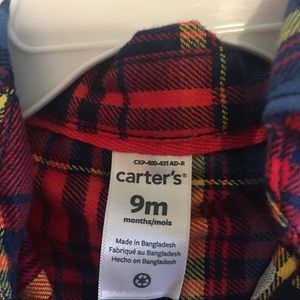 CXP-400-431 AD-R
carter's®
9m
months/mois
Made in Bangladesh
Fabriqué au Bangladesh
Hecho en Bangladesh